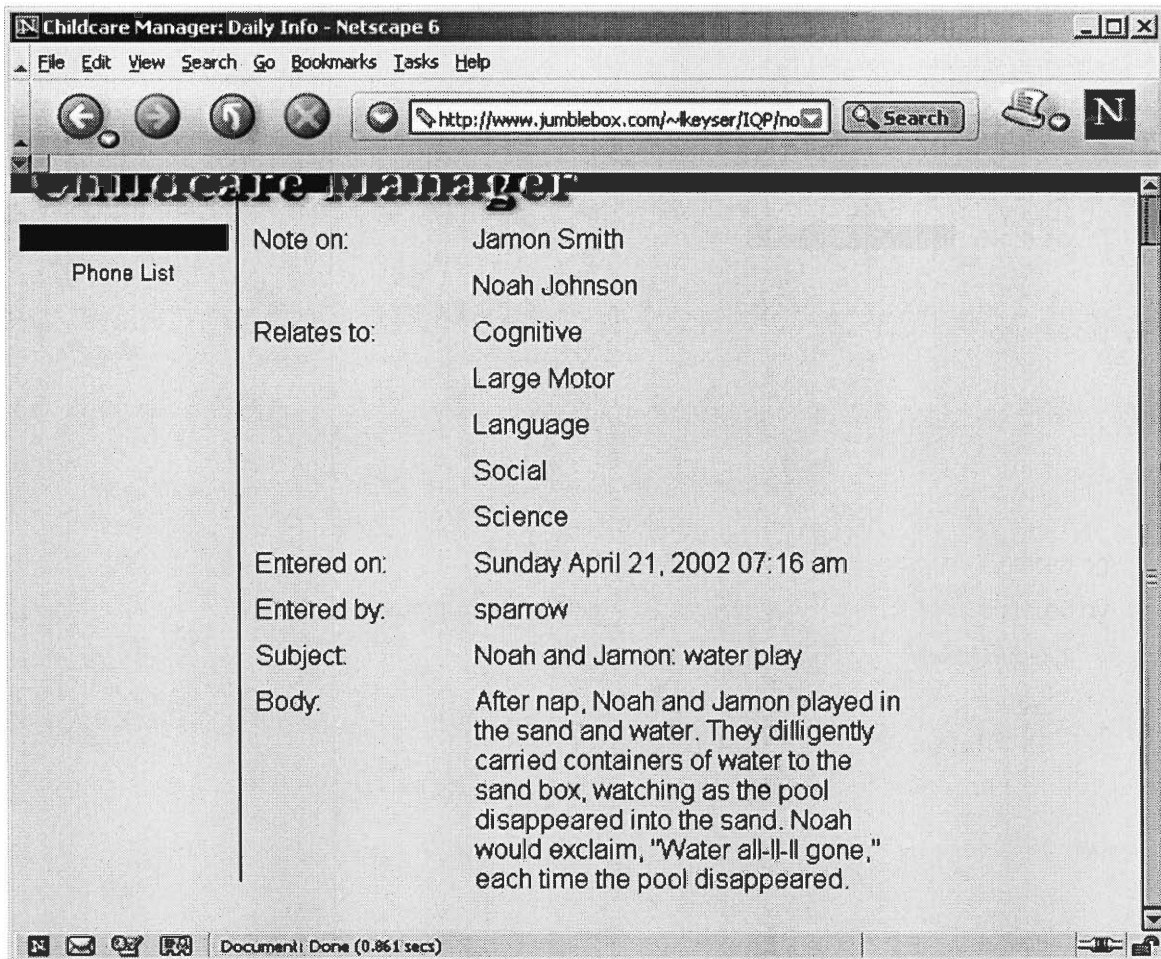 Childcare Manager: Daily Info - Netscape 6
File Edit View Search Go Bookmarks Tasks Help
http://www.jumblebox.com/~lkeyser/IQP/no Search N
Childcare Manager
Note on: Jamon Smith
Phone List
Noah Johnson
Relates to: Cognitive
Large Motor
Language
Social
Science
Entered on: Sunday April 21, 2002 07:16 am
Entered by: sparrow
Subject: Noah and Jamon: water play
Body: After nap, Noah and Jamon played in
the sand and water. They dilligently
carried containers of water to the
sand box, watching as the pool
disappeared into the sand. Noah
would exclaim, "Water all-ll-ll gone,"
each time the pool disappeared.
Document: Done (0.861 secs)